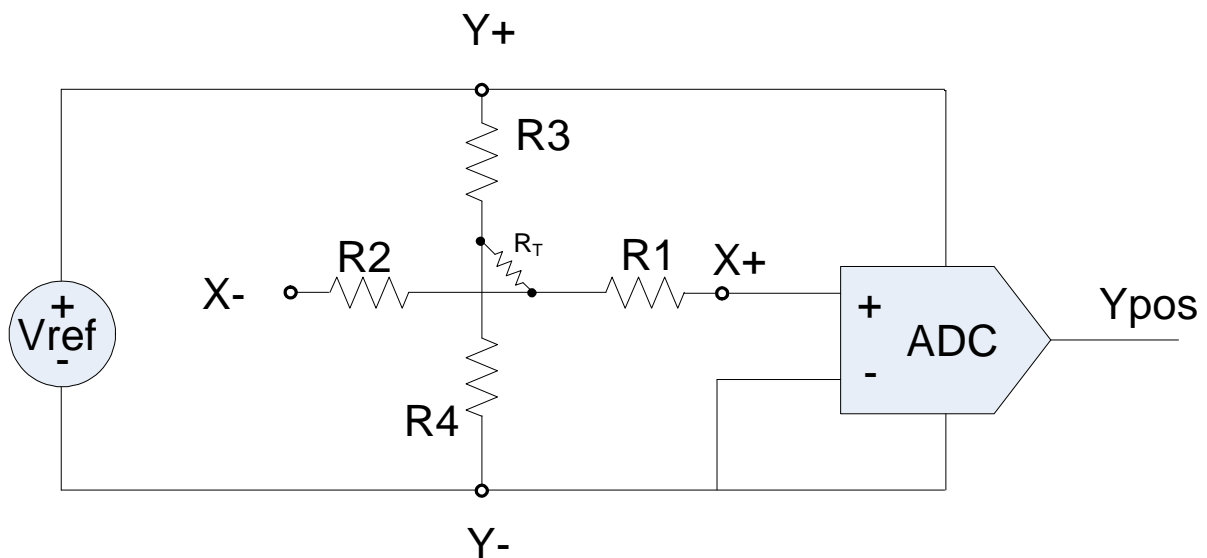 Y+
R3
RT
R2
R1
X+
X-
+
Vref
-
+
-
ADC
Ypos
R4
Y-